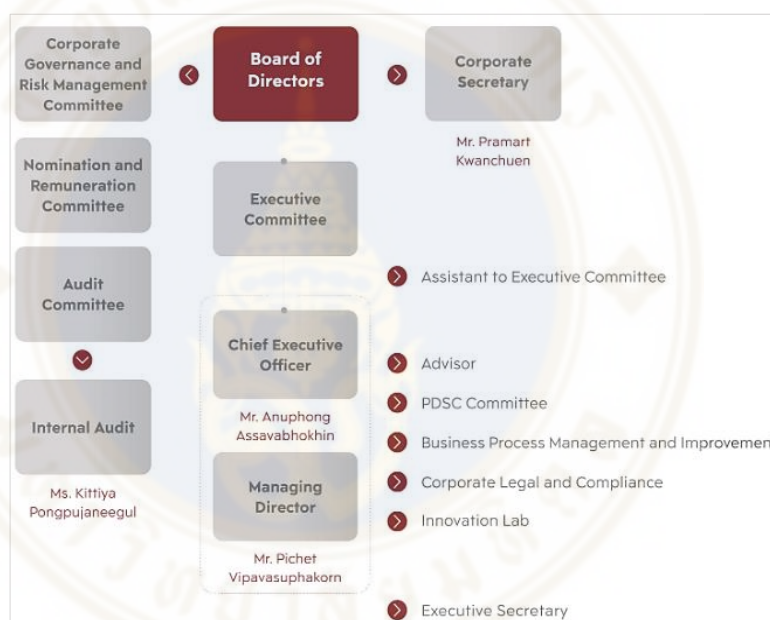 Corporate
Governance and
Risk Management
Committee
Board of
Directors
Corporate
Secretary
Mr. Pramart
Kwanchuen
Nomination and
Remuneration
Committee
Executive
Committee
Audit
Committee
Assistant to Executive Committee
Chief Executive
Officer
Mr. Anuphong
Assavabhokhin
Advisor
PDSC Committee
Business Process Management and Improvemen
Corporate Legal and Compliance
Innovation Lab
Internal Audit
Ms. Kittiya
Pongpujaneegul
Managing
Director
Mr. Pichet
Vipavasuphakorn
Executive Secretary